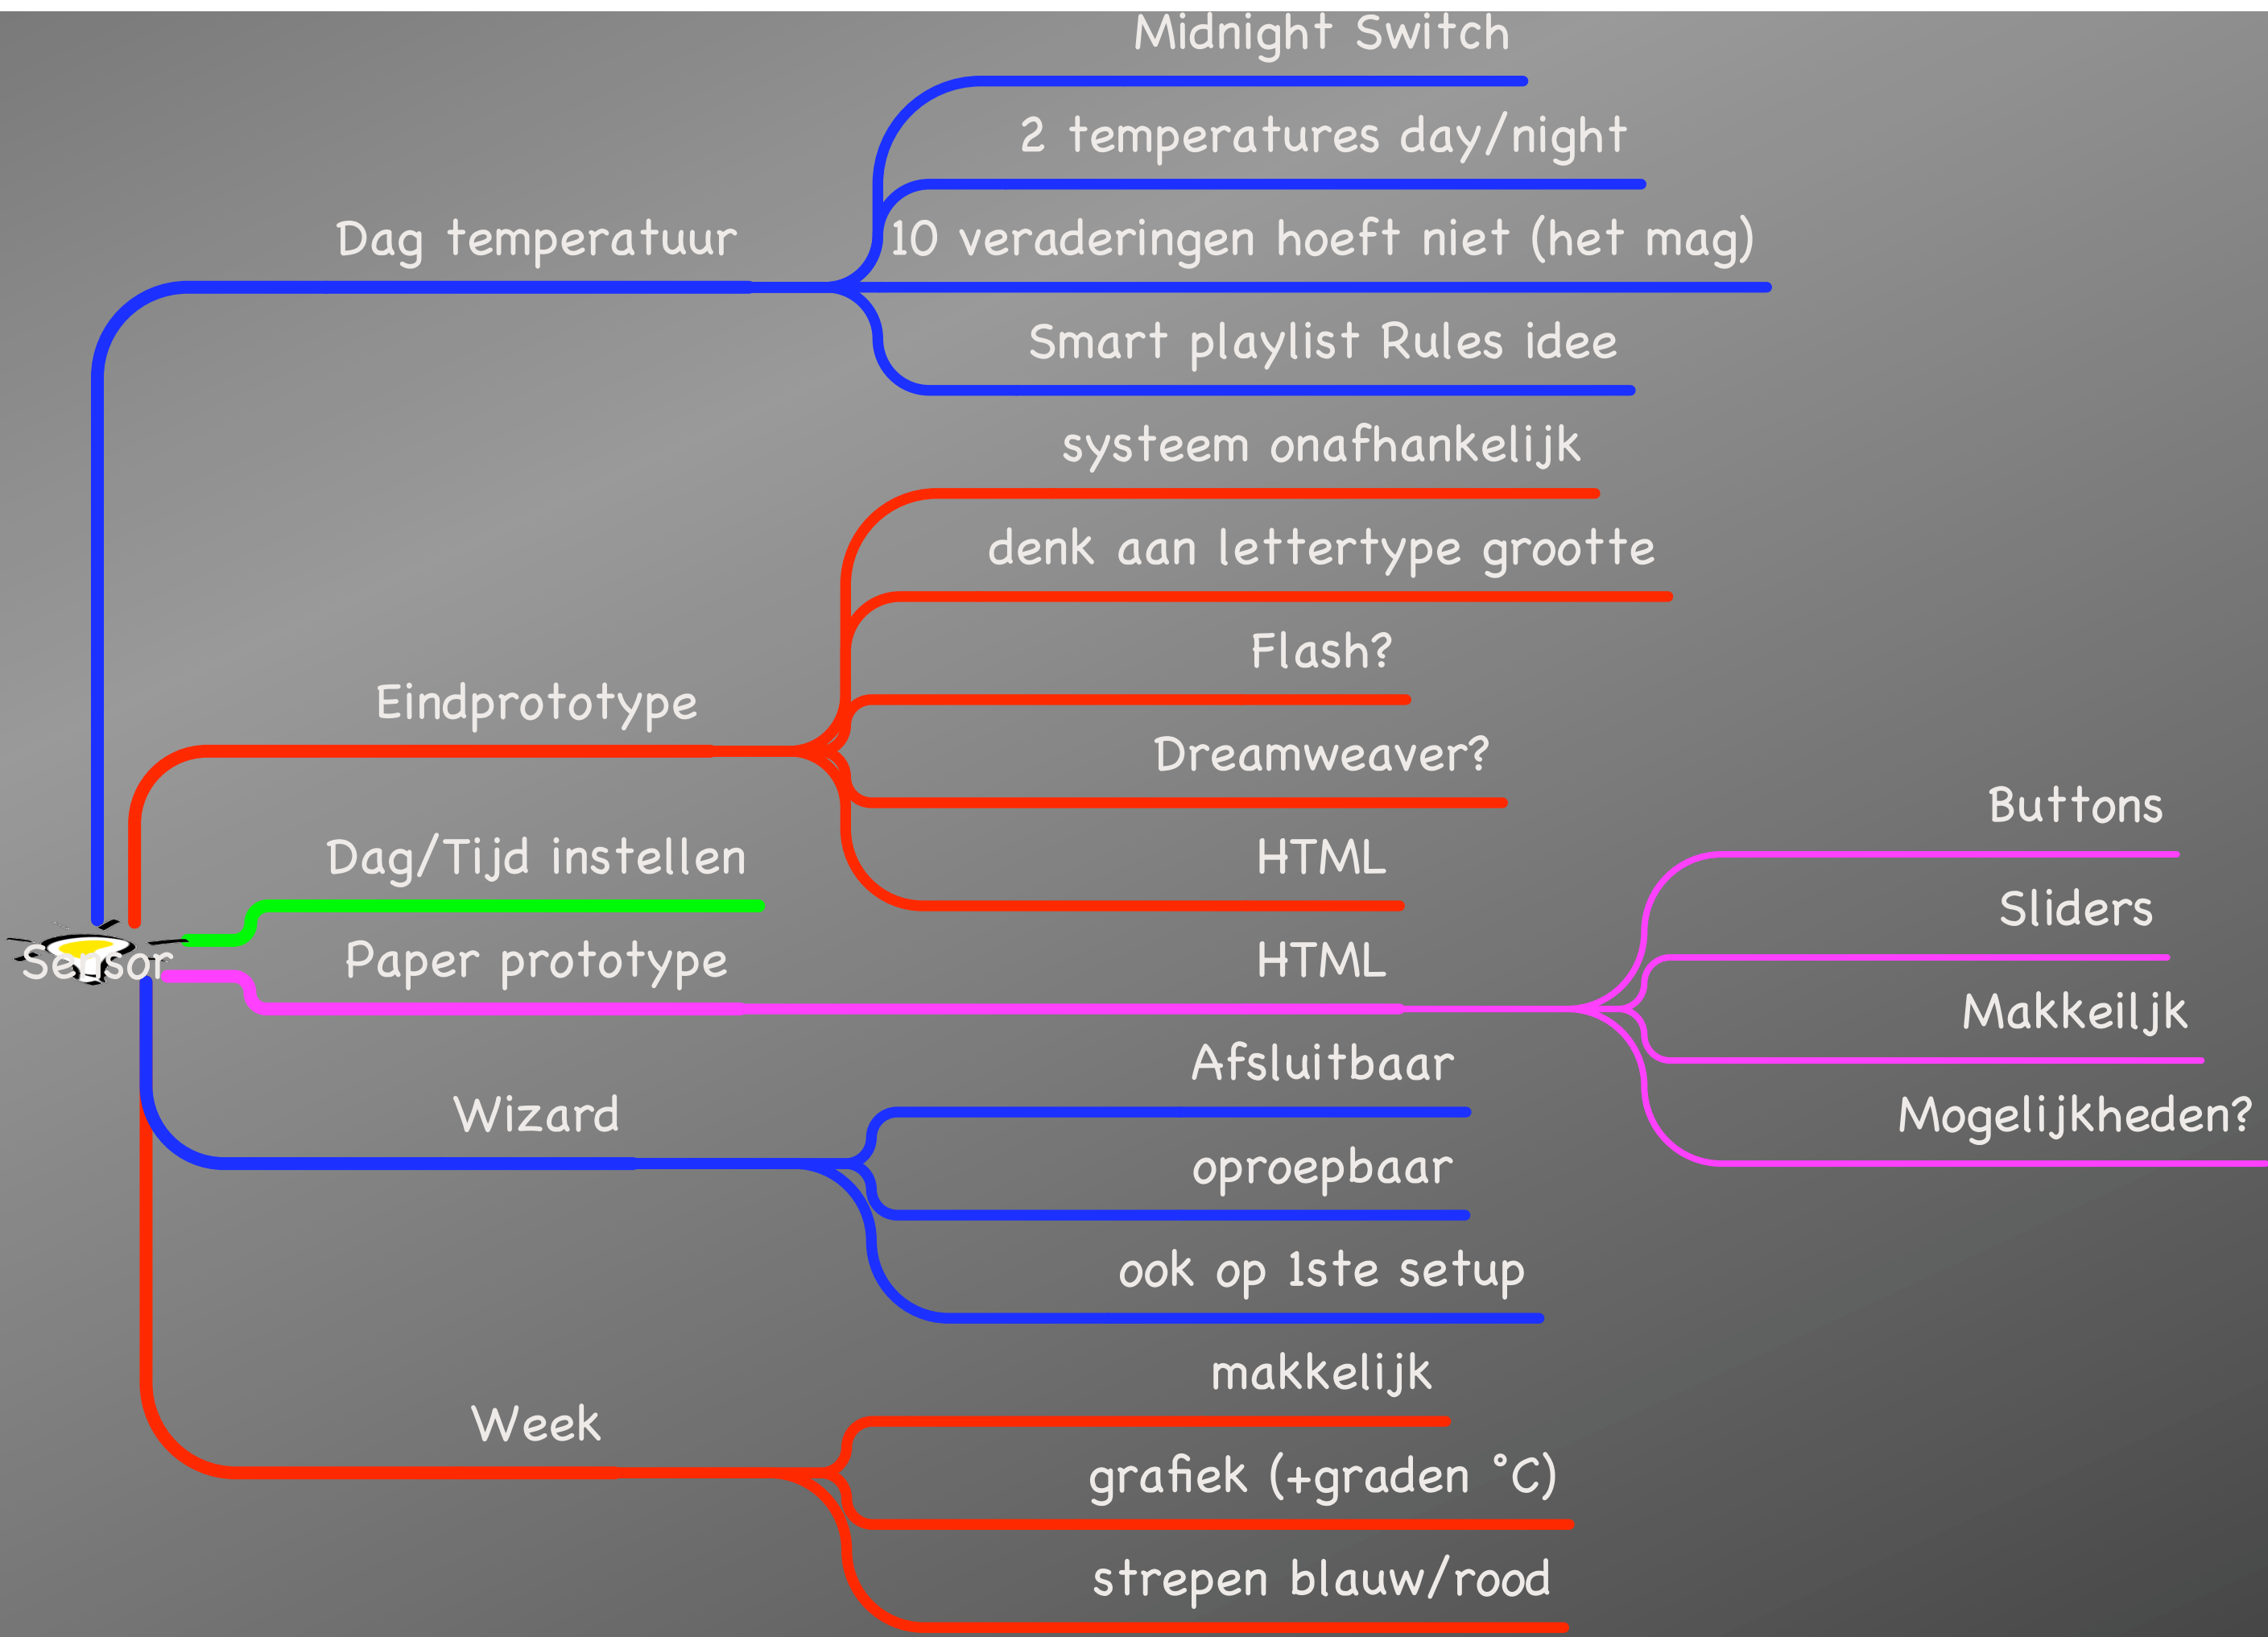 Midnight Switch
2 temperatures day/night
Dag temperatuur
10 veraderingen hoeft niet (het mag)
Smart playlist Rules idee
systeem onafhankelijk
denk aan lettertype grootte
Flash?
Eindprototype
Dreamweaver?
Dag/Tijd instellen
HTML
sensor
Paper prototype
HTML
Buttons
Sliders
Makkeiljk
Mogelijkheden?
Wizard
Afsluitbaar
oproepbaar
ook op 1ste setup
Week
makkelijk
grafiek (+graden °C)
strepen blauw/rood